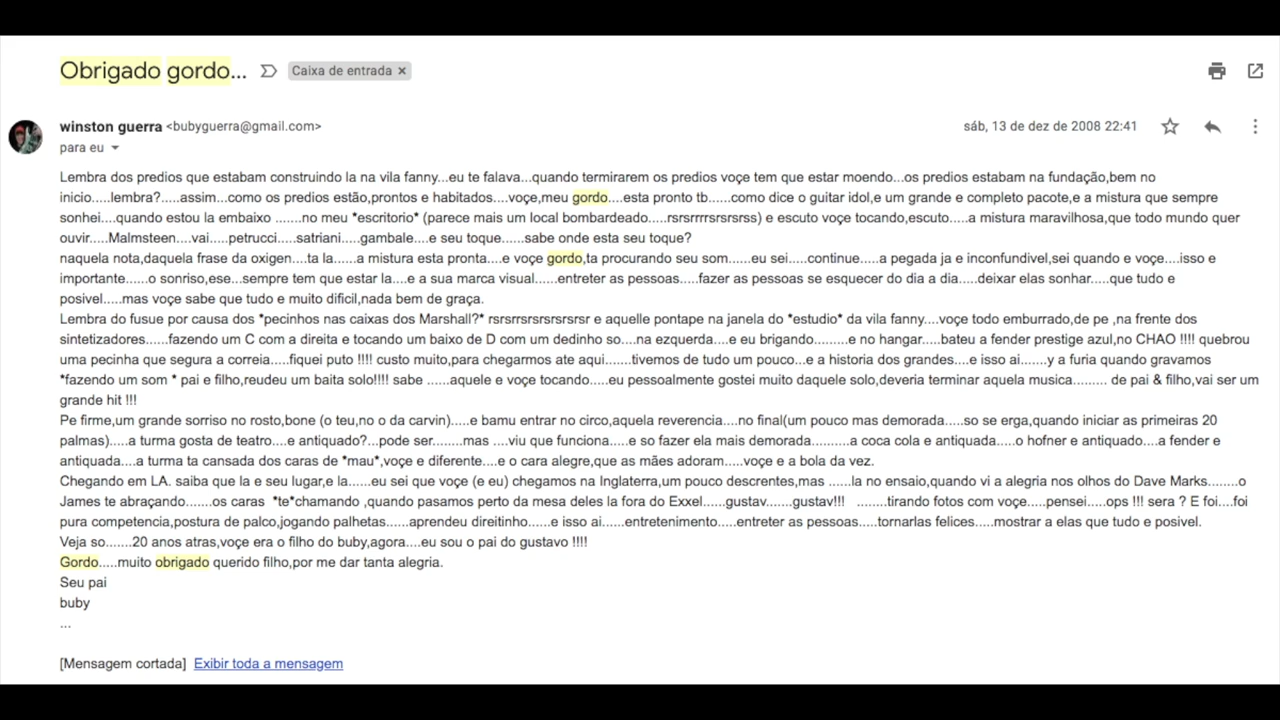 Obrigado gordo...
Caixa de entrada ×
winston guerra <bubyguerra@gmail.com>
sáb, 13 de dez de 2008 22:41
para eu
Lembra dos predios que estabam construindo la na vila fanny...eu te falava...quando termirarem os predios voçe tem que estar moendo...os predios estabam na fundação,bem no
inicio.....lembra?.....assim...como os predios estão,prontos e habitados....voçe,meu gordo....esta pronto tb......como dice o guitar idol,e um grande e completo pacote,e a mistura que sempre
sonhei....quando estou la embaixo .......no meu *escritorio* (parece mais um local bombardeado.....rsrsrrrrsrsrsrss) e escuto voçe tocando,escuto.....a mistura maravilhosa,que todo mundo quer
ouvir.....Malmsteen....vai.....petrucci.....satriani.....gambale....e seu toque......sabe onde esta seu toque?
naquela nota,daquela frase da oxigen....ta la......a mistura esta pronta....e voçe gordo,ta procurando seu som......eu sei.....continue.....a pegada ja e inconfundivel,sei quando e voçe....isso e
importante......o sonriso,ese...sempre tem que estar la....e a sua marca visual......entreter as pessoas.....fazer as pessoas se esquecer do dia a dia.....deixar elas sonhar.....que tudo e
posivel.....mas voçe sabe que tudo e muito dificil,nada bem de graça.
Lembra do fusue por causa dos *pecinhos nas caixas dos Marshall?* rsrsrrsrsrsrsrsrsr e aquelle pontape na janela do *estudio* da vila fanny....voçe todo emburrado,de pe ,na frente dos
sintetizadores......fazendo um C com a direita e tocando um baixo de D com um dedinho so....na ezquerda....e eu brigando.........e no hangar.....bateu a fender prestige azul,no CHAO !!!! quebrou
uma pecinha que segura a correia.....fiquei puto !!!! custo muito,para chegarmos ate aqui.......tivemos de tudo um pouco...e a historia dos grandes....e isso ai.......y a furia quando gravamos
*fazendo um som * pai e filho,reudeu um baita solo!!!! sabe ......aquele e voçe tocando.....eu pessoalmente gostei muito daquele solo,deveria terminar aquela musica......... de pai & filho,vai ser um
grande hit !!!
Pe firme,um grande sorriso no rosto,bone (o teu,no o da carvin).....e bamu entrar no circo,aquela reverencia....no final(um pouco mas demorada.....so se erga,quando iniciar as primeiras 20
palmas).....a turma gosta de teatro....e antiquado?...pode ser........mas ....viu que funciona.....e so fazer ela mais demorada..........a coca cola e antiquada.....o hofner e antiquado....a fender e
antiquada....a turma ta cansada dos caras de *mau*,voçe e diferente....e o cara alegre,que as mães adoram.....voçe e a bola da vez.
Chegando em LA. saiba que la e seu lugar,e la......eu sei que voçe (e eu) chegamos na Inglaterra,um pouco descrentes,mas ......la no ensaio,quando vi a alegria nos olhos do Dave Marks........o
James te abraçando.......os caras  *te*chamando ,quando pasamos perto da mesa deles la fora do Exxel......gustav.......gustav!!!   ........tirando fotos com voçe.....pensei.....ops !!! sera ? E foi....foi
pura competencia,postura de palco,jogando palhetas......aprendeu direitinho......e isso ai.....entretenimento.....entreter as pessoas.....tornarlas felices.....mostrar a elas que tudo e posivel.
Veja so.......20 anos atras,voçe era o filho do buby,agora....eu sou o pai do gustavo !!!!
Gordo.....muito obrigado querido filho,por me dar tanta alegria.
Seu pai
buby
...
[Mensagem cortada]  Exibir toda a mensagem